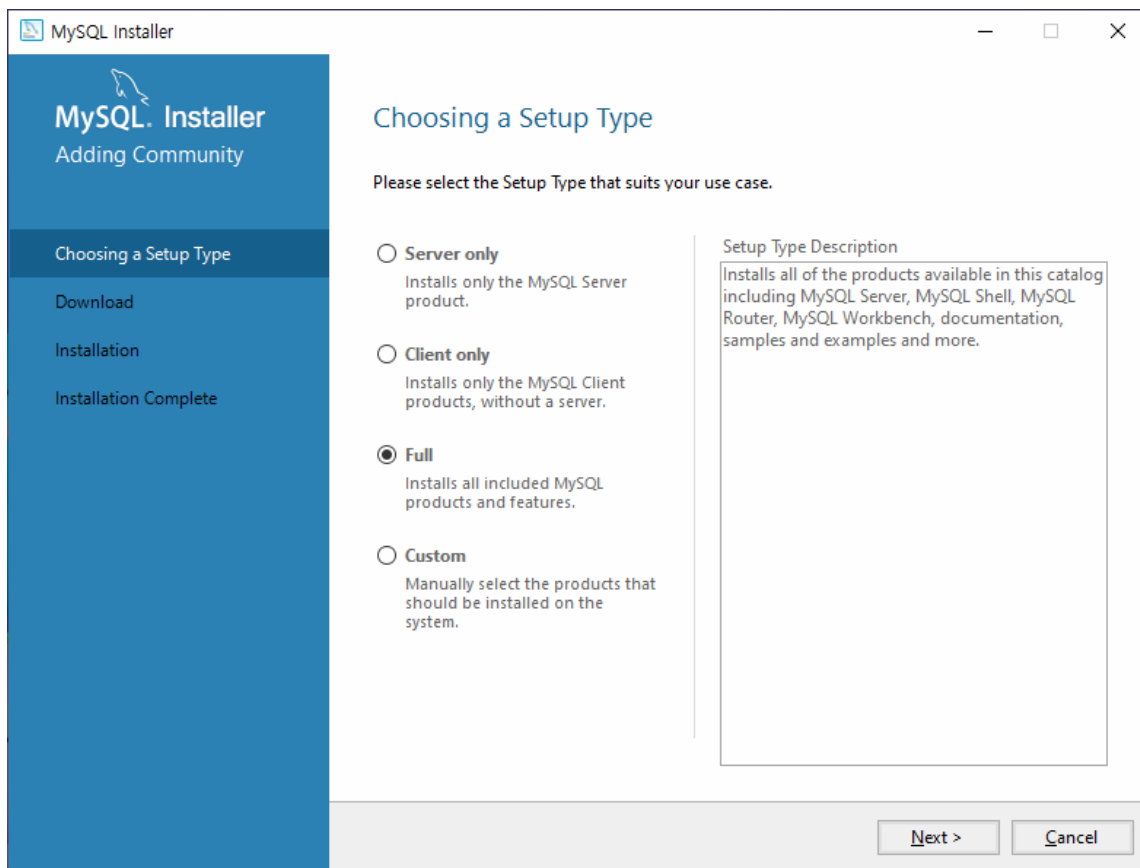 MySQL Installer
MySQL. Installer
Adding Community
Choosing a Setup Type
Download
Installation
Installation Complete
Choosing a Setup Type
Please select the Setup Type that suits your use case.
Server only
Installs only the MySQL Server
product.
Client only
Installs only the MySQL Client
products, without a server.
Full
Installs all included MySQL
products and features.
Custom
Manually select the products that
should be installed on the
system.
Setup Type Description
Installs all of the products available in this catalog
including MySQL Server, MySQL Shell, MySQL
Router, MySQL Workbench, documentation,
samples and examples and more.
Next >
Cancel